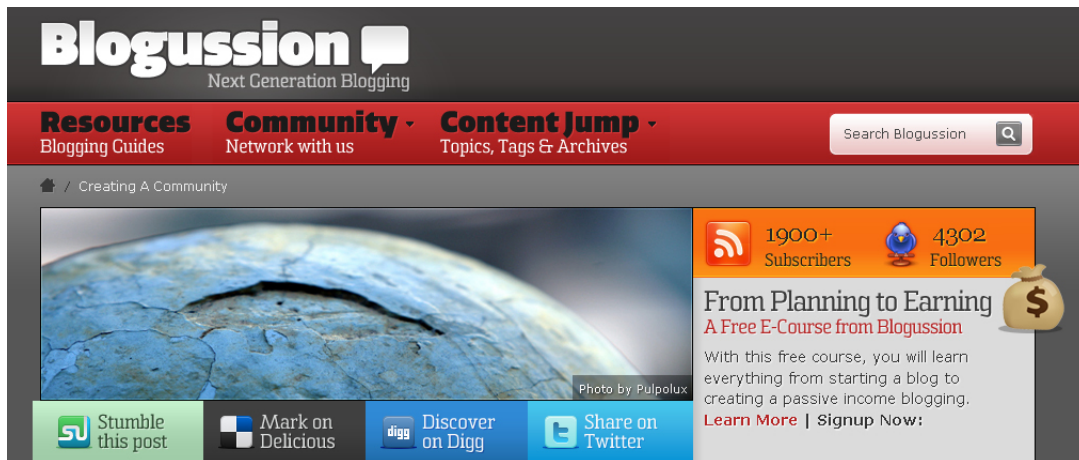 Blogussion
Next Generation Blogging
Resources
Blogging Guides
Community
Network with us
Content Jump
Topics, Tags & Archives
Search Blogussion
/ Creating A Community
Photo by Pulpolux
1900+
Subscribers
4302
Followers
From Planning to Earning
A Free E-Course from Blogussion
With this free course, you will learn
everything from starting a blog to
creating a passive income blogging.
Learn More | Signup Now:
$
Stumble
this post
Mark on
Delicious
digg
Discover
on Digg
t
Share on
Twitter